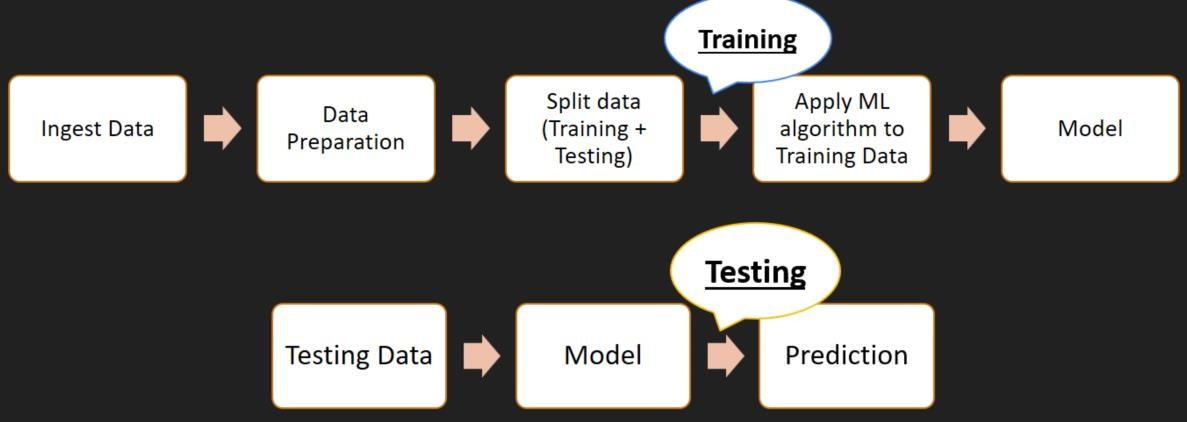 Training
Ingest Data
Data
Preparation
Split data
(Training +
Testing)
Apply ML
algorithm to
Training Data
Model
Testing
Testing Data
Model
Prediction